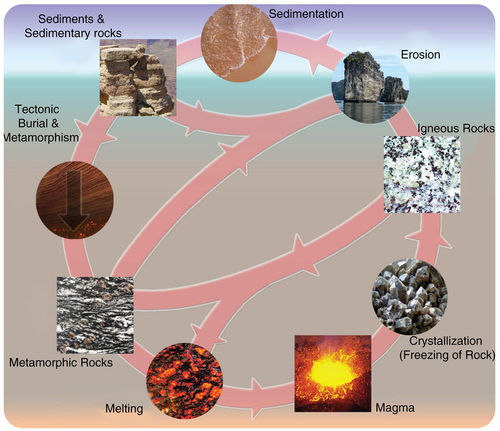 Sediments &
Sedimentary rocks
Sedimentation
Erosion
Tectonic
Burial &
Metamorphism
Igneous Rocks
Crystallization
(Freezing of Rock)
Metamorphic Rocks
Melting
Magma